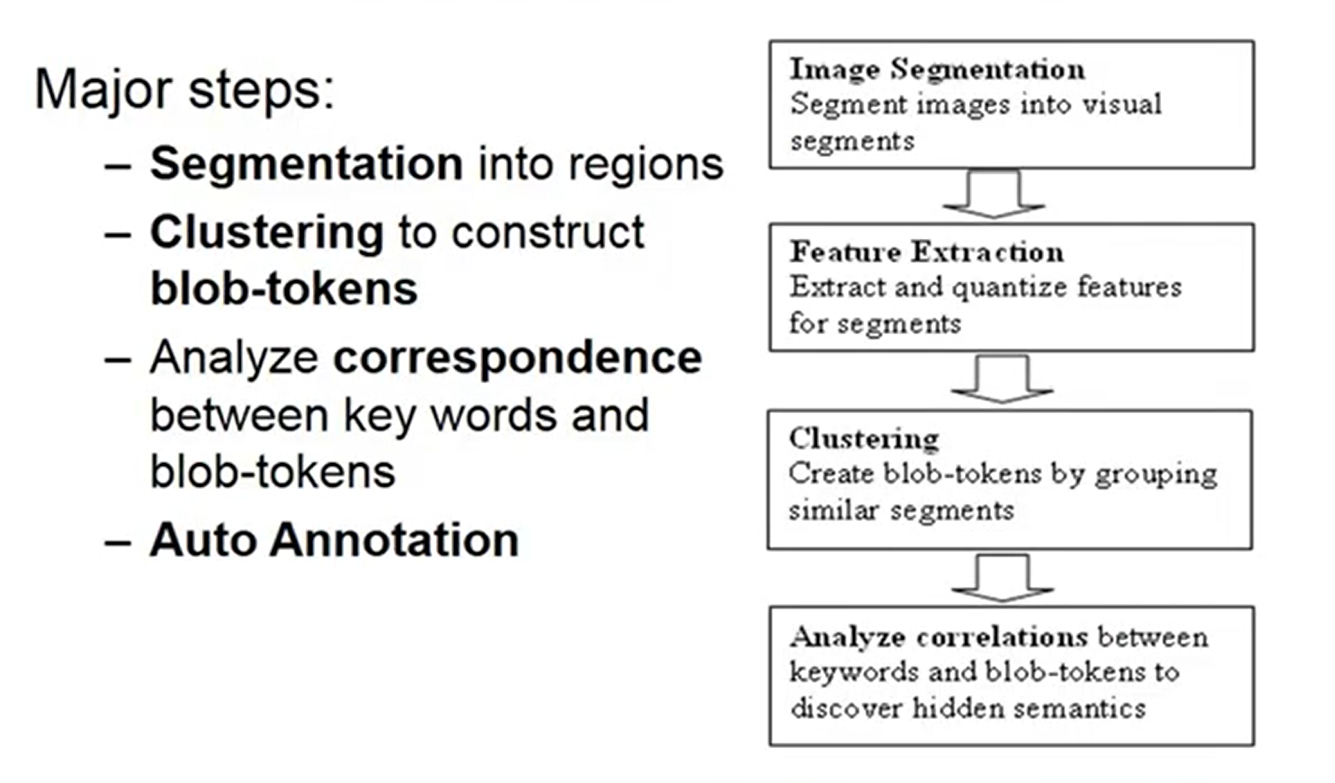 Major steps:
– Segmentation into regions
– Clustering to construct
blob-tokens
– Analyze correspondence
between key words and
blob-tokens
– Auto Annotation
Image Segmentation
Segment images into visual
segments
Feature Extraction
Extract and quantize features
for segments
Clustering
Create blob-tokens by grouping
similar segments
Analyze correlations between
keywords and blob-tokens to
discover hidden semantics